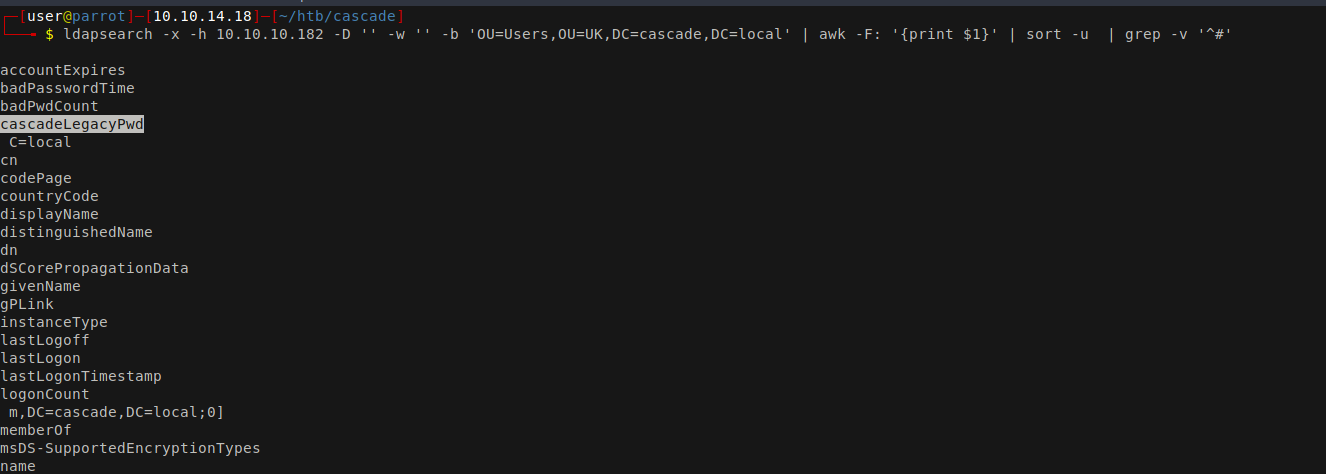 ┌─[user@parrot]─[10.10.14.18]─[~/htb/cascade]
└──╼ $ ldapsearch -x -h 10.10.10.182 -D '' -w '' -b 'OU=Users,OU=UK,DC=cascade,DC=local' | awk -F: '{print $1}' | sort -u  | grep -v '^#'
accountExpires
badPasswordTime
badPwdCount
cascadeLegacyPwd
 C=local
cn
codePage
countryCode
displayName
distinguishedName
dn
dSCorePropagationData
givenName
gPLink
instanceType
lastLogoff
lastLogon
lastLogonTimestamp
logonCount
 m,DC=cascade,DC=local;0]
memberOf
msDS-SupportedEncryptionTypes
name